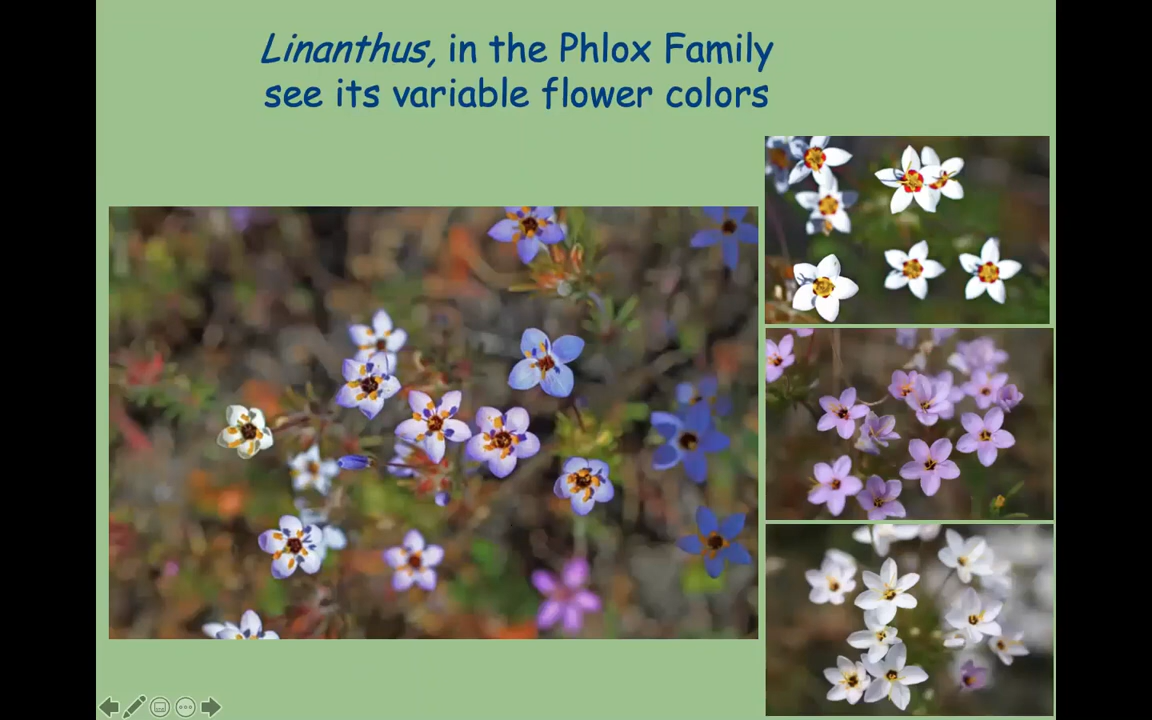 Linanthus, in the Phlox Family
see its variable flower colors